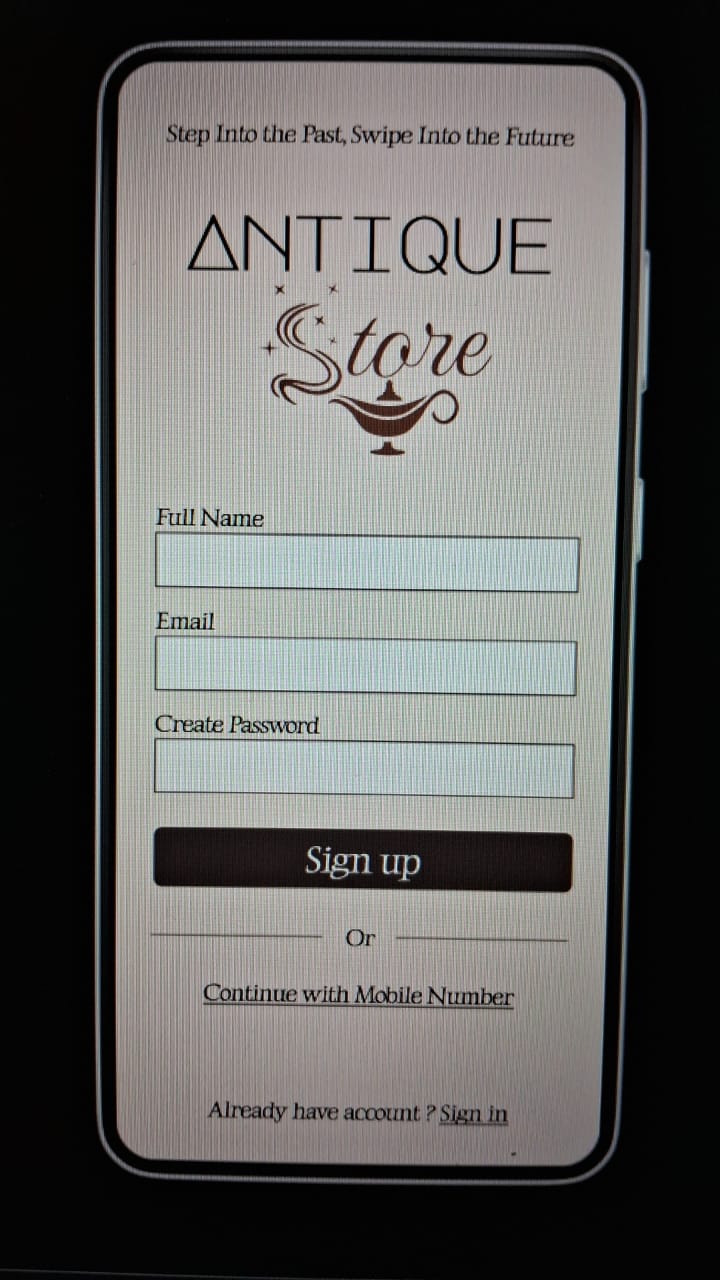 Step Into the Past, Swipe Into the Future
ANTIQUE
Store
Full Name
Email
Create Password
Sign up
Or
Continue with Mobile Number
Already have account ? Sign in